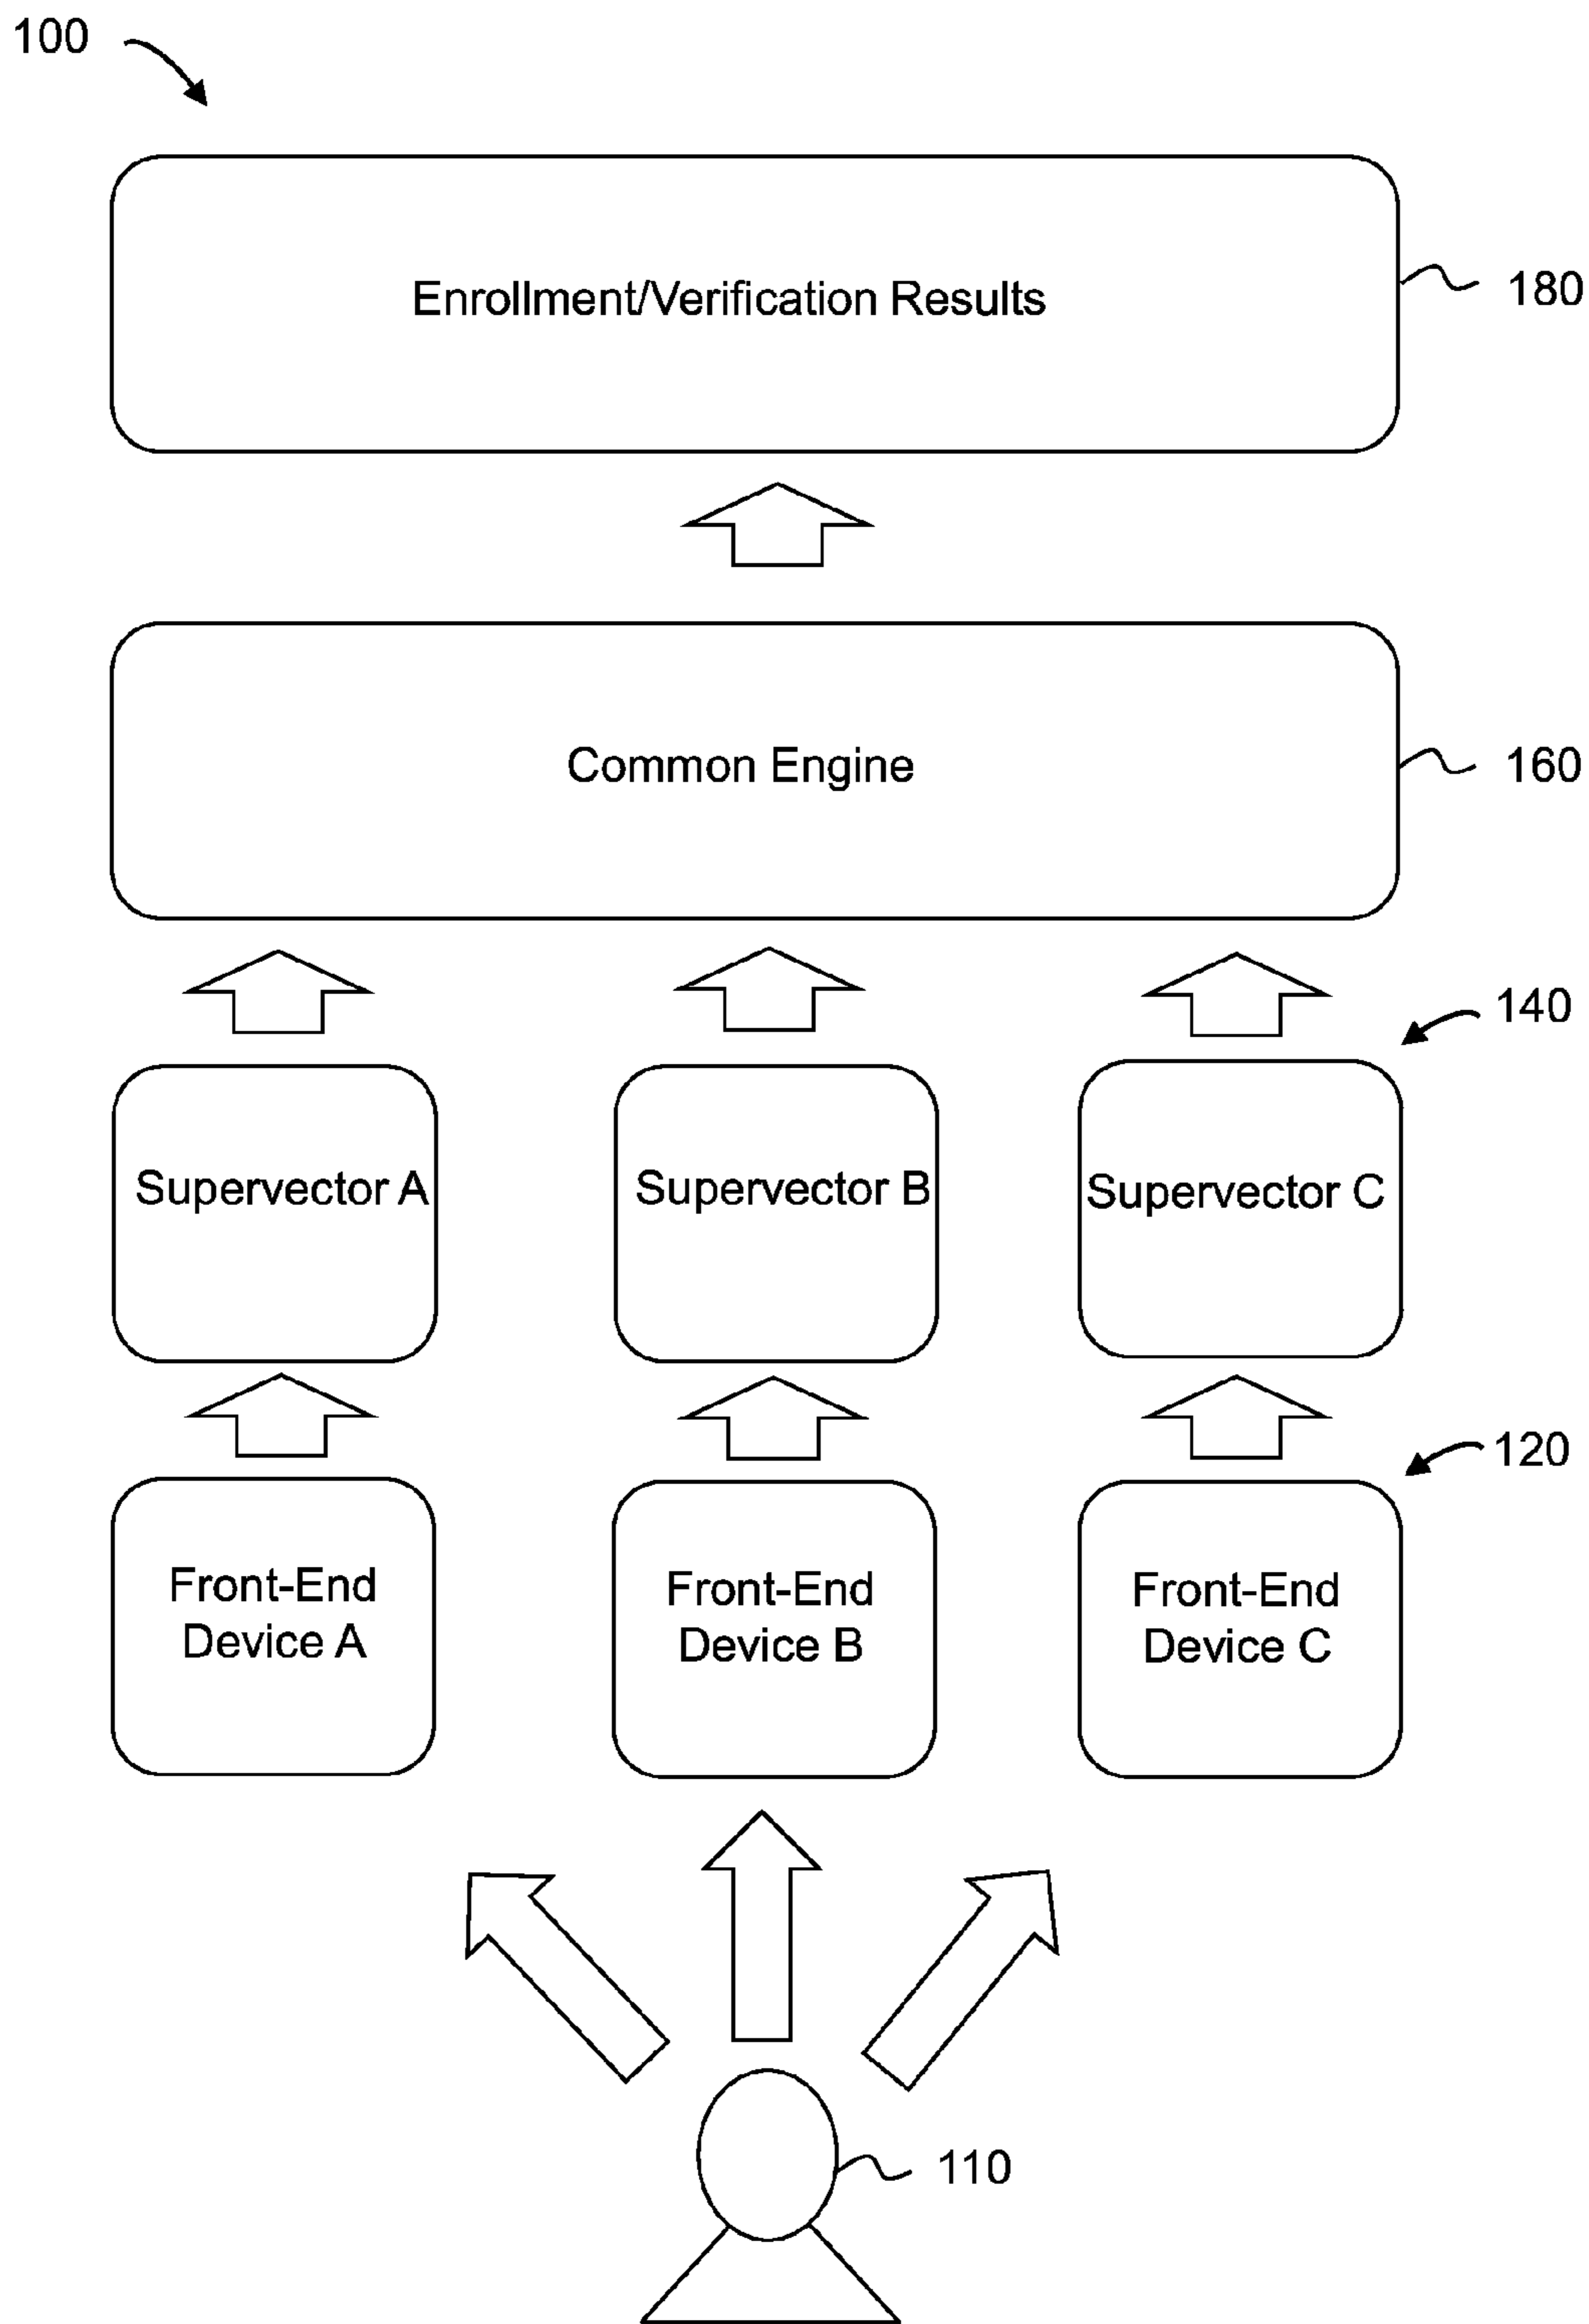 100
Enrollment/Verification Results
180
Common Engine
160
140
Supervector A
Supervector B
Supervector C
120
Front-End
Device A
Front-End
Device B
Front-End
Device C
110